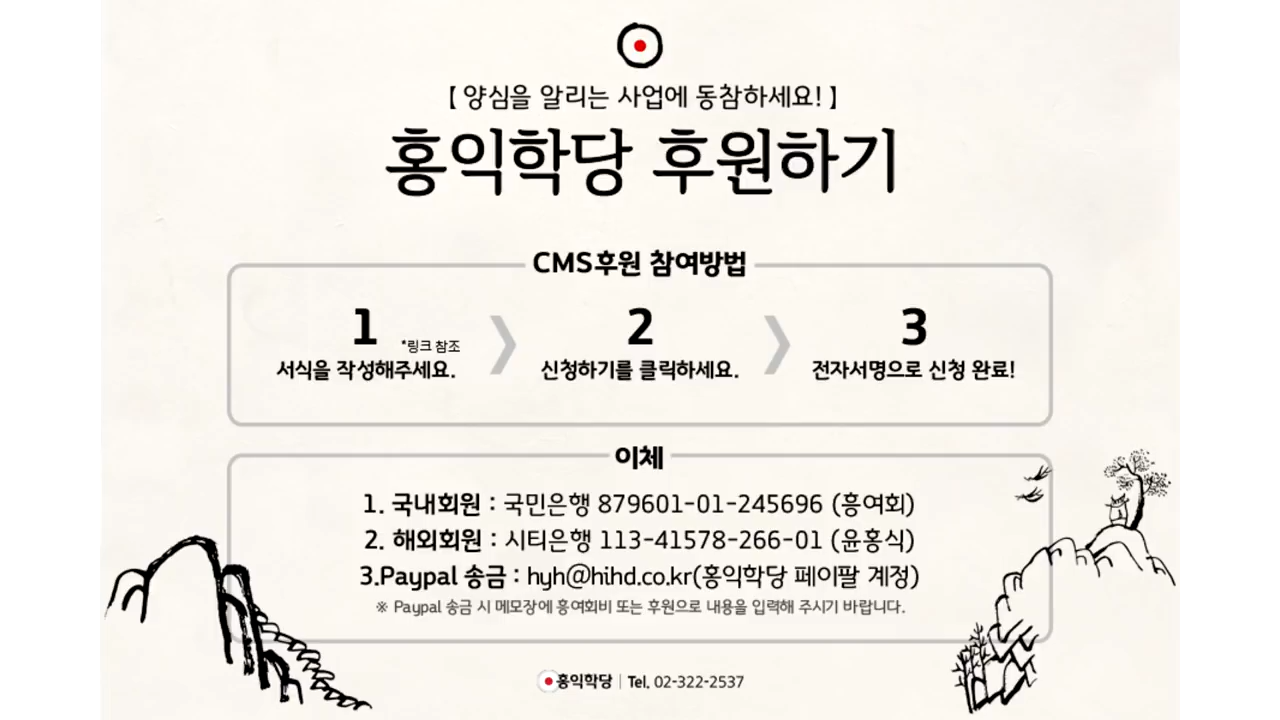 【 양심을 알리는 사업에 동참하세요! 】
홍익학당 후원하기
CMS후원 참여방법
1
*링크 참조
서식을 작성해주세요.
2
신청하기를 클릭하세요.
3
전자서명으로 신청 완료!
이체
1. 국내회원 : 국민은행 879601-01-245696 (흥여회)
2. 해외회원 : 시티은행 113-41578-266-01 (윤홍식)
3.Paypal 송금 : hyh@hihd.co.kr(홍익학당 페이팔 계정)
※ Paypal 송금 시 메모장에 흥여회비 또는 후원으로 내용을 입력해 주시기 바랍니다.
홍익학당 | Tel. 02-322-2537